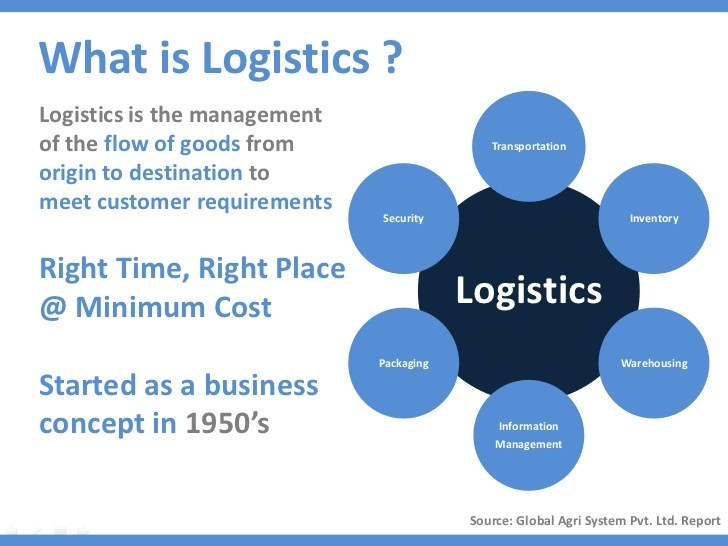 What is Logistics ?
Logistics is the management
of the flow of goods from
origin to destination to
meet customer requirements
Right Time, Right Place
@ Minimum Cost
Started as a business
concept in 1950's
Transportation
Security
Inventory
Logistics
Packaging
Warehousing
Information
Management
Source: Global Agri System Pvt. Ltd. Report